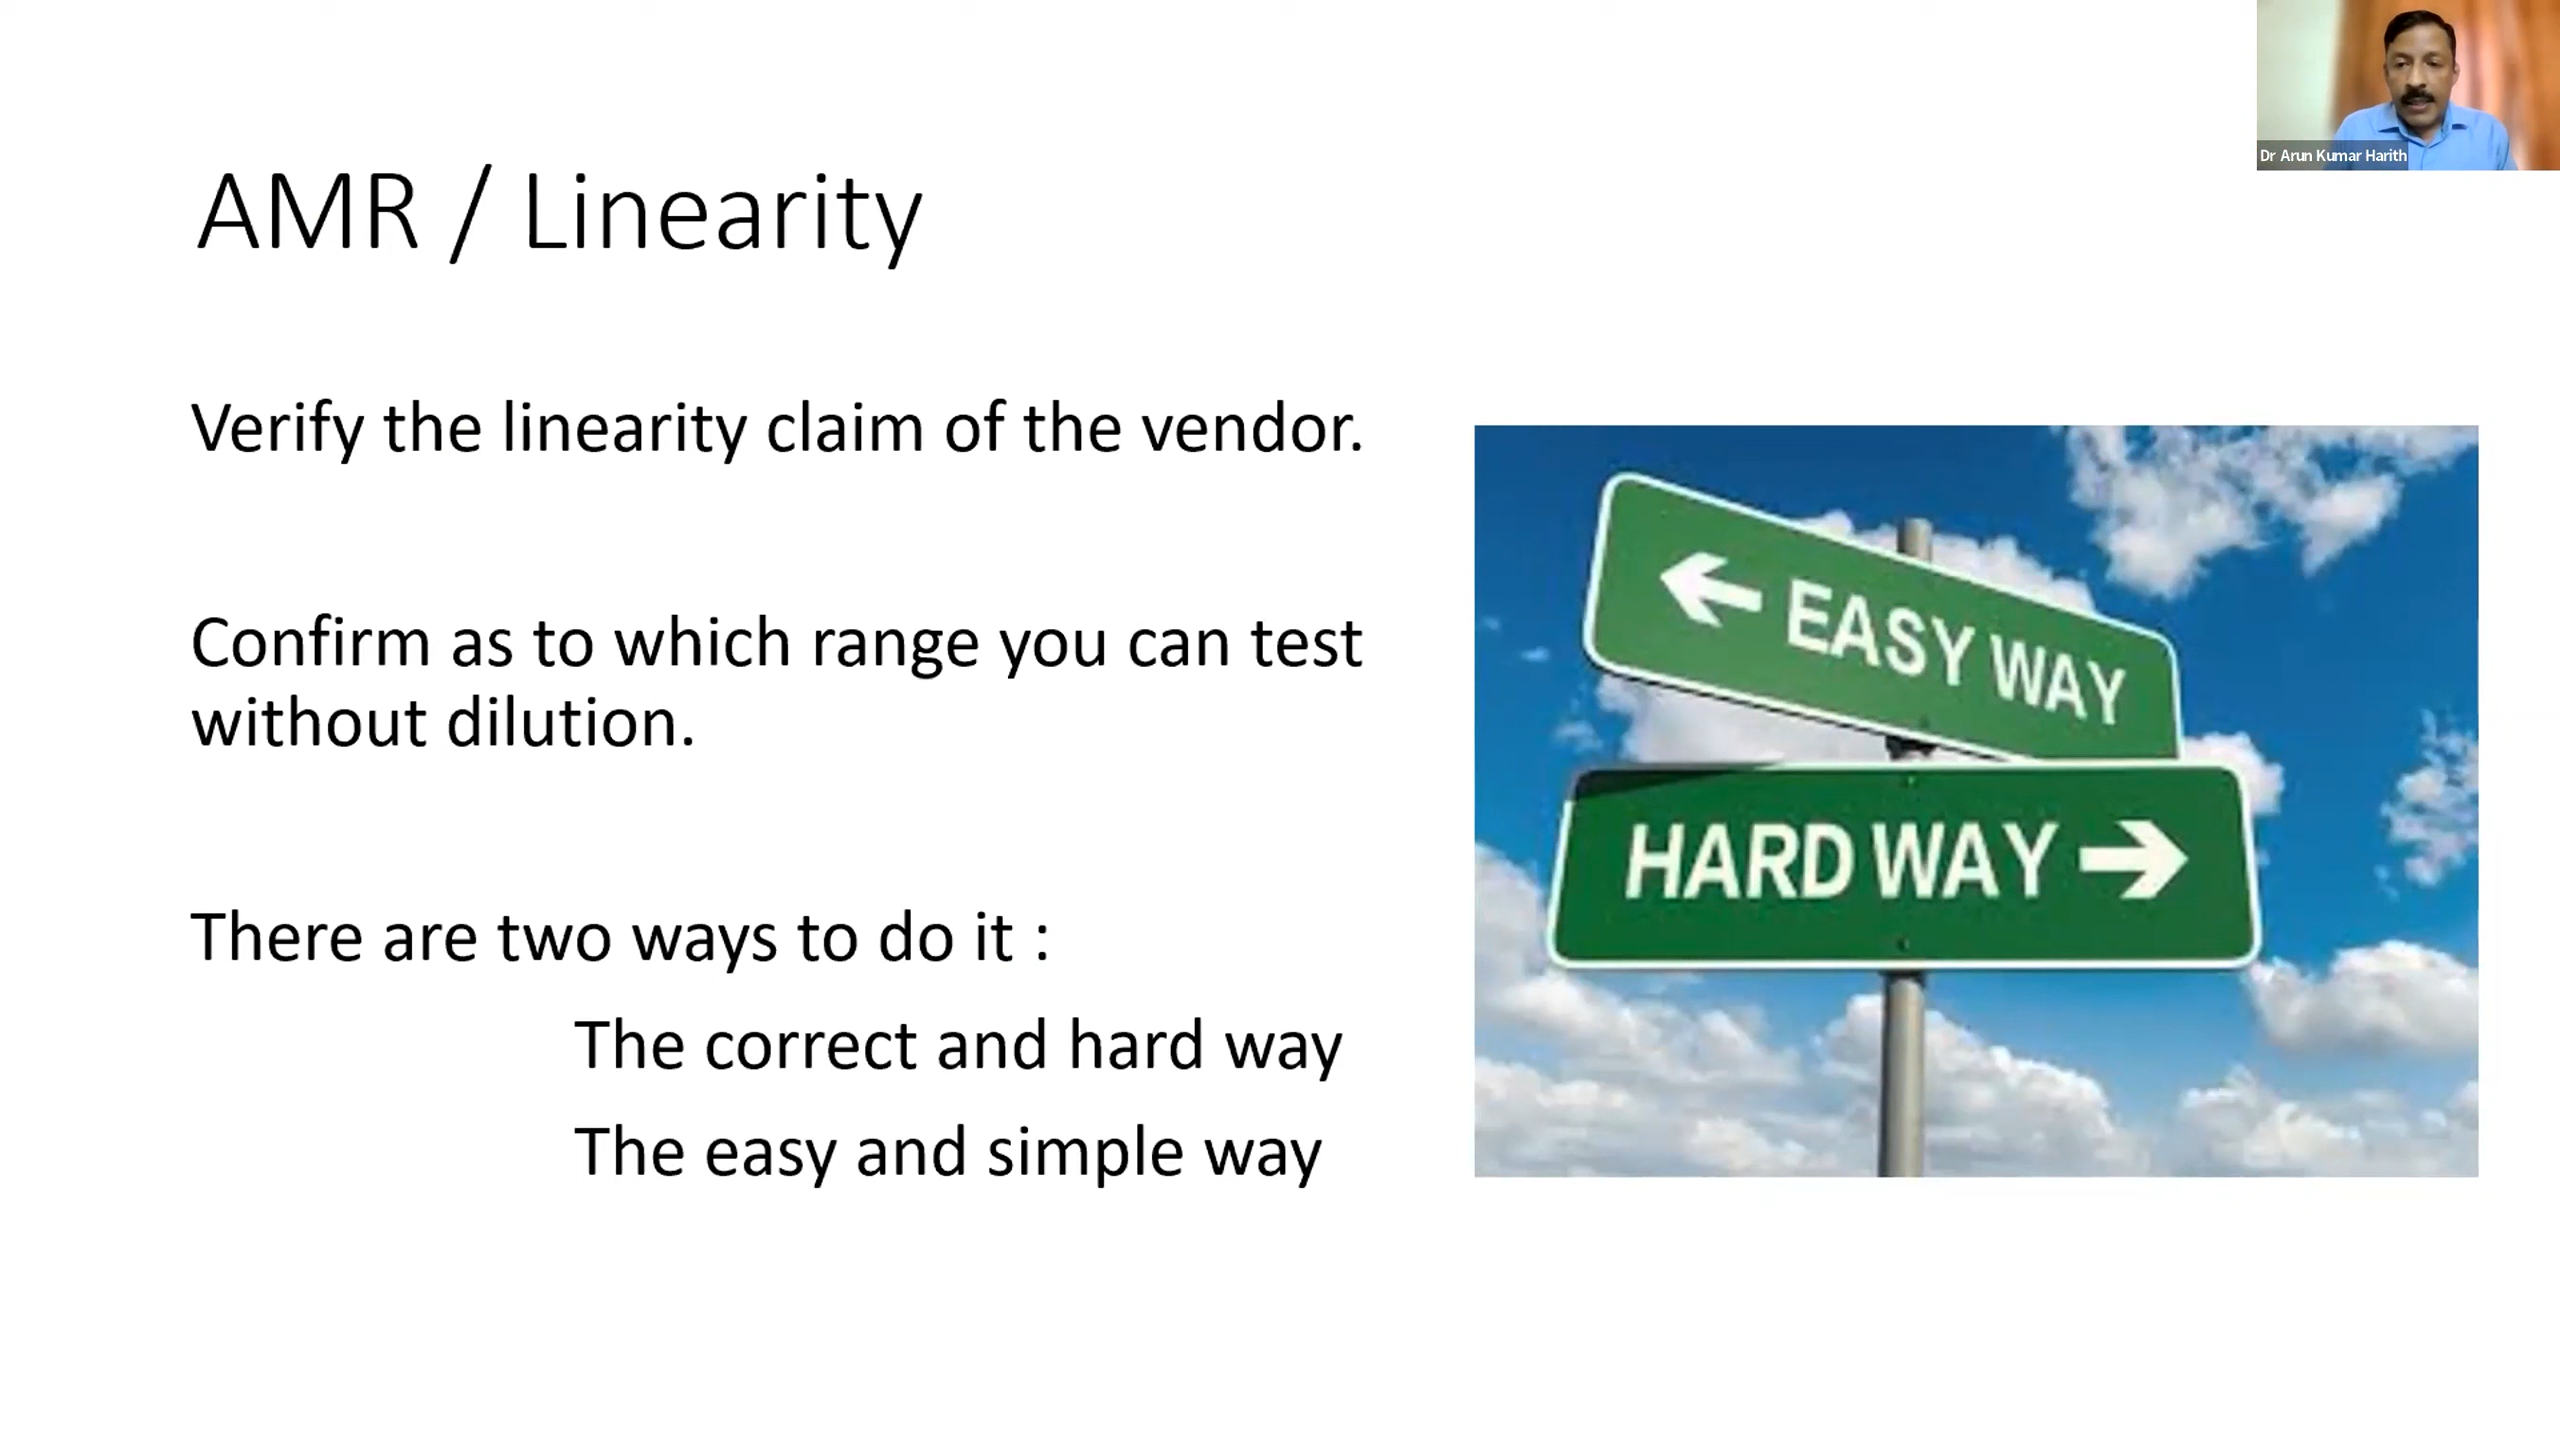 Dr Arun Kumar Harith
AMR / Linearity
Verify the linearity claim of the vendor.
Confirm as to which range you can test
without dilution.
There are two ways to do it :
The correct and hard way
The easy and simple way
EASY WAY
HARD WAY